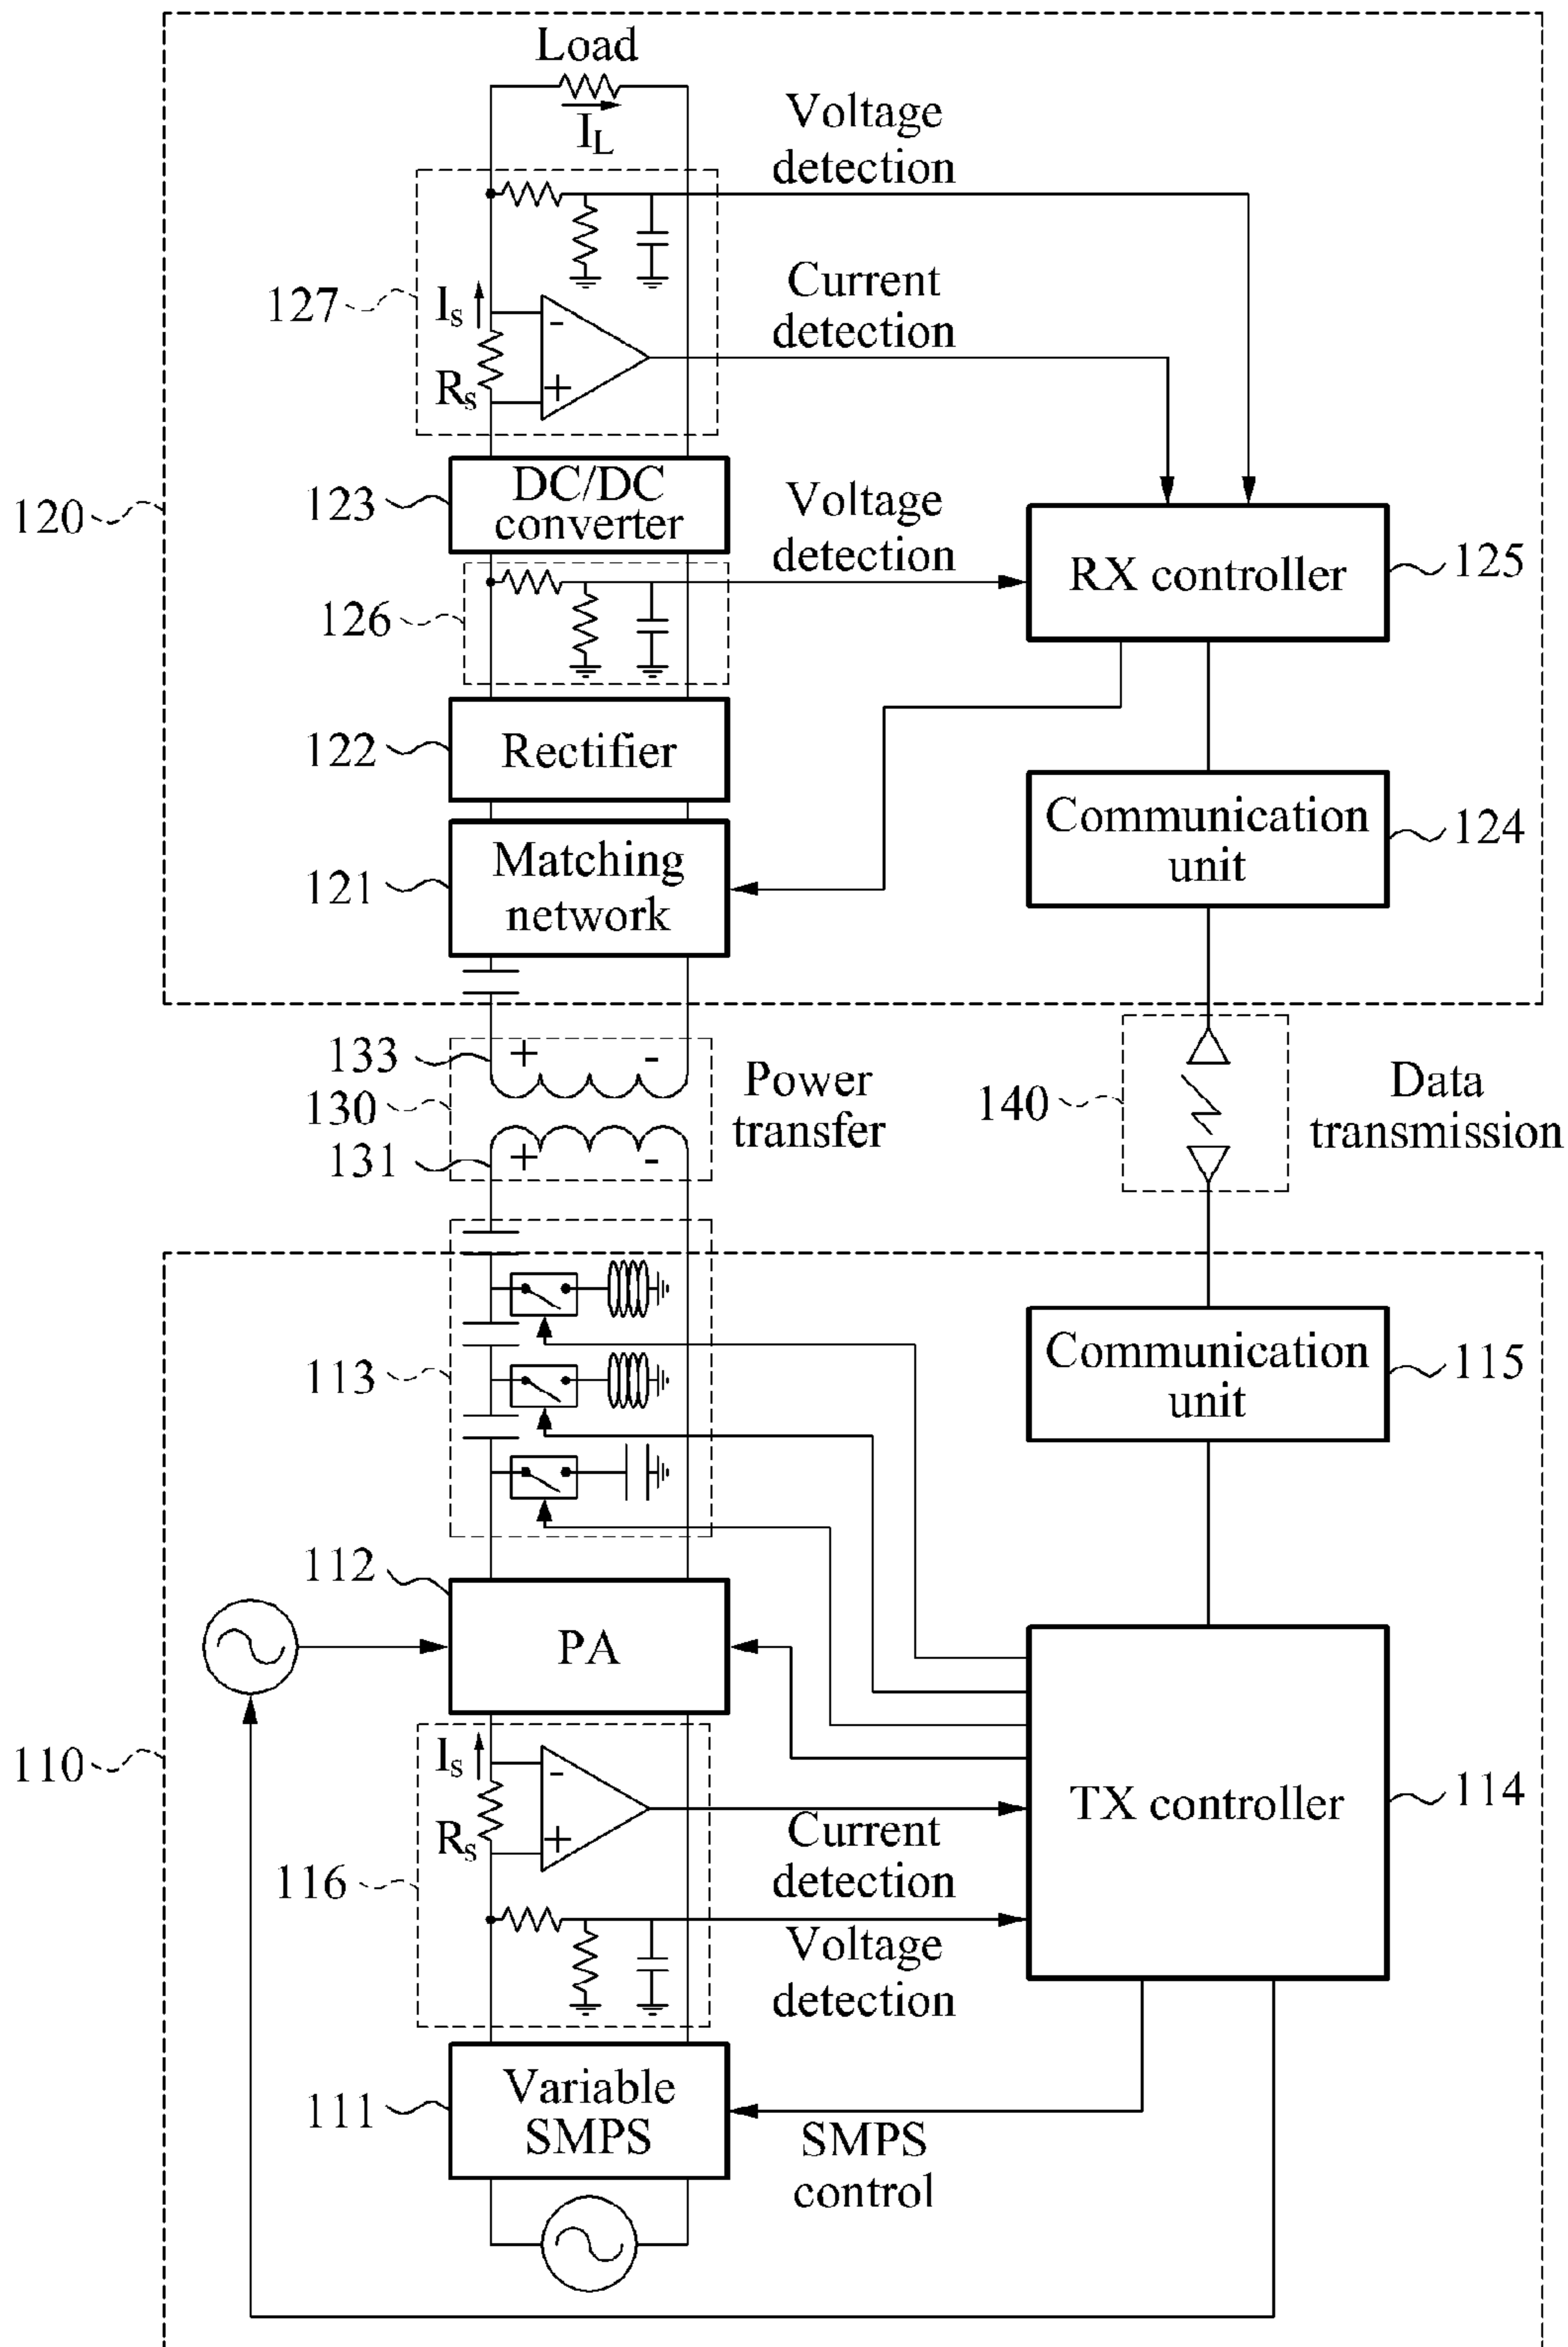 Load
I_L
Voltage
detection
127
I_s
-
+
R_s
Current
detection
120
123
DC/DC
converter
Voltage
detection
RX controller
125
126
122
Rectifier
Communication
unit
124
121
Matching
network
133
+ -
130
Power
transfer
131
+ -
140
Data
transmission
113
Communication
unit
115
112
PA
110
I_s
-
+
R_s
116
Current
detection
Voltage
detection
TX controller
114
111
Variable
SMPS
SMPS
control